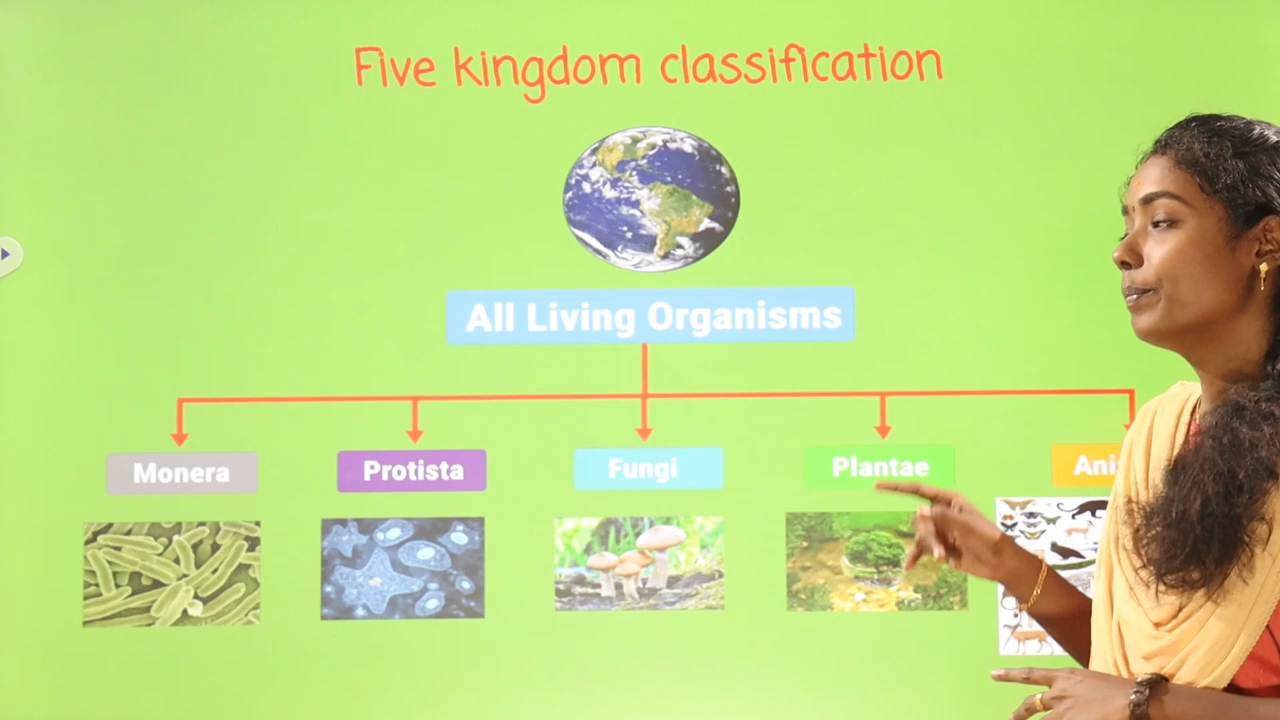 Five kingdom classification
All Living Organisms
Monera
Protista
Fungi
Plantae